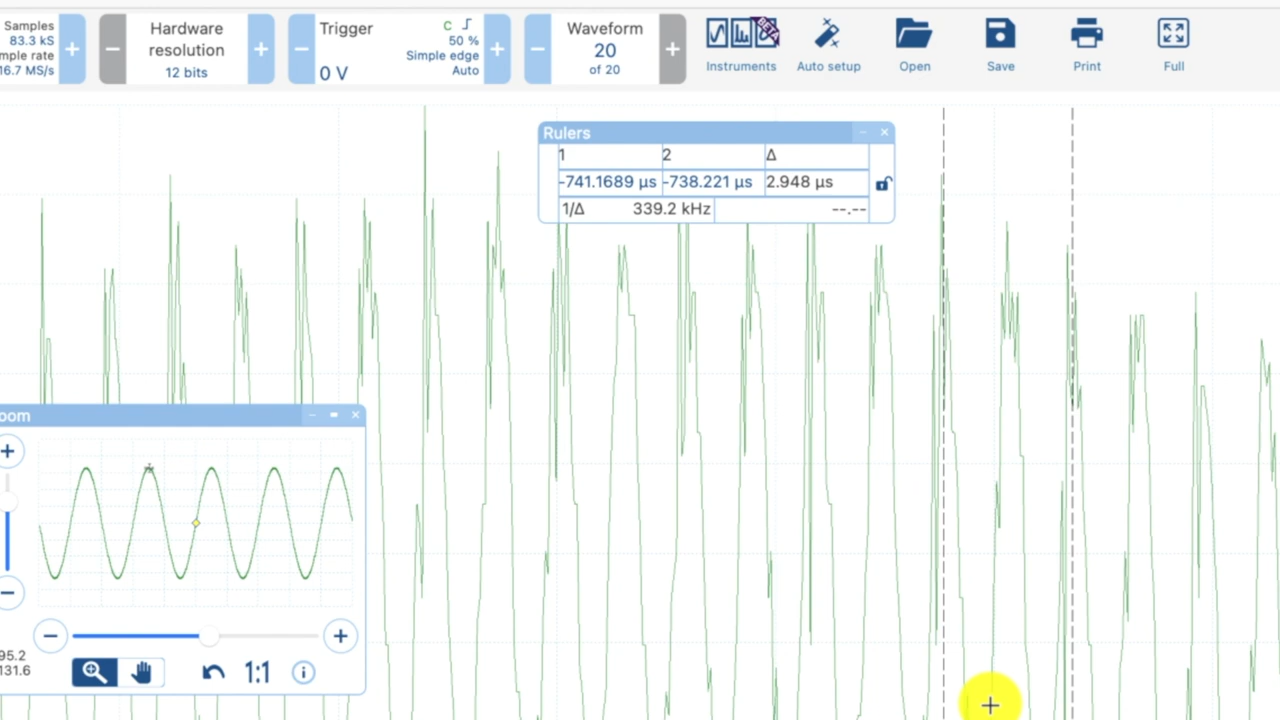 Samples
83.3 kS
mple rate
16.7 MS/s
Hardware
resolution
12 bits
Trigger
0 V
C
50 %
Simple edge
Auto
Waveform
20
of 20
BETA
Instruments
Auto setup
Open
Save
Print
Full
Rulers
1 2 Δ
-741.1689 µs -738.221 µs 2.948 µs
1/Δ 339.2 kHz --.--
oom
95.2
131.6
1:1